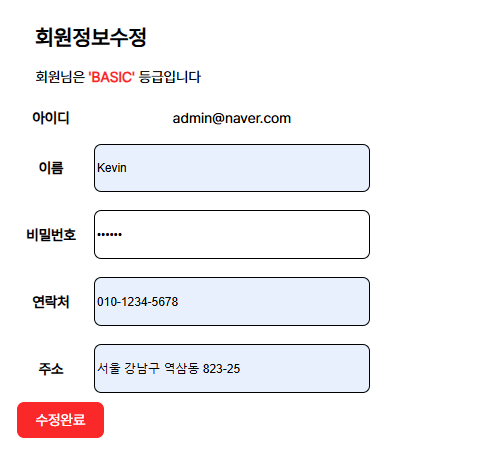 회원정보수정
회원님은 'BASIC' 등급입니다
아이디 admin@naver.com
이름 Kevin
비밀번호 ••••••
연락처 010-1234-5678
주소 서울 강남구 역삼동 823-25
수정완료